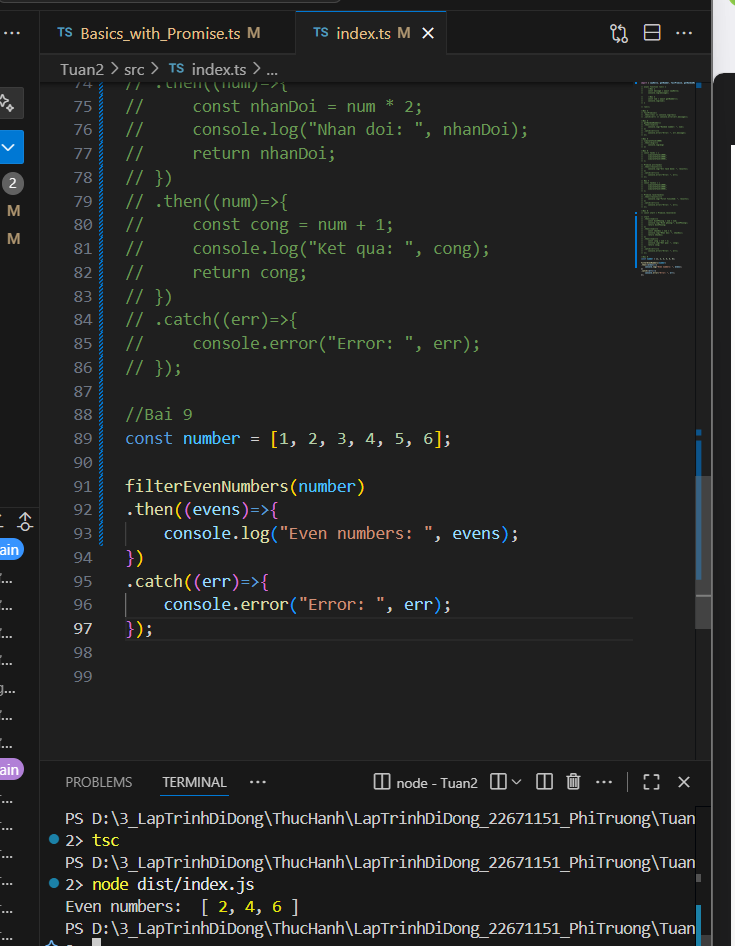 TS Basics_with_Promise.ts M
TS index.ts M
Tuan2 > src > TS index.ts > ...
2
M
M
74 // .then((num)=>{
75 //     const nhanDoi = num * 2;
76 //     console.log("Nhan doi: ", nhanDoi);
77 //     return nhanDoi;
78 // })
79 // .then((num)=>{
80 //     const cong = num + 1;
81 //     console.log("Ket qua: ", cong);
82 //     return cong;
83 // })
84 // .catch((err)=>{
85 //     console.error("Error: ", err);
86 // });
87
88 //Bai 9
89 const number = [1, 2, 3, 4, 5, 6];
90
91 filterEvenNumbers(number)
92 .then((evens)=>{
93     console.log("Even numbers: ", evens);
94 })
95 .catch((err)=>{
96     console.error("Error: ", err);
97 });
98
99
ain
ain
PROBLEMS TERMINAL ... node - Tuan2
PS D:\3_LapTrinhDiDong\ThucHanh\LapTrinhDiDong_22671151_PhiTruong\Tuan
2> tsc
PS D:\3_LapTrinhDiDong\ThucHanh\LapTrinhDiDong_22671151_PhiTruong\Tuan
2> node dist/index.js
Even numbers:  [ 2, 4, 6 ]
PS D:\3_LapTrinhDiDong\ThucHanh\LapTrinhDiDong_22671151_PhiTruong\Tuan